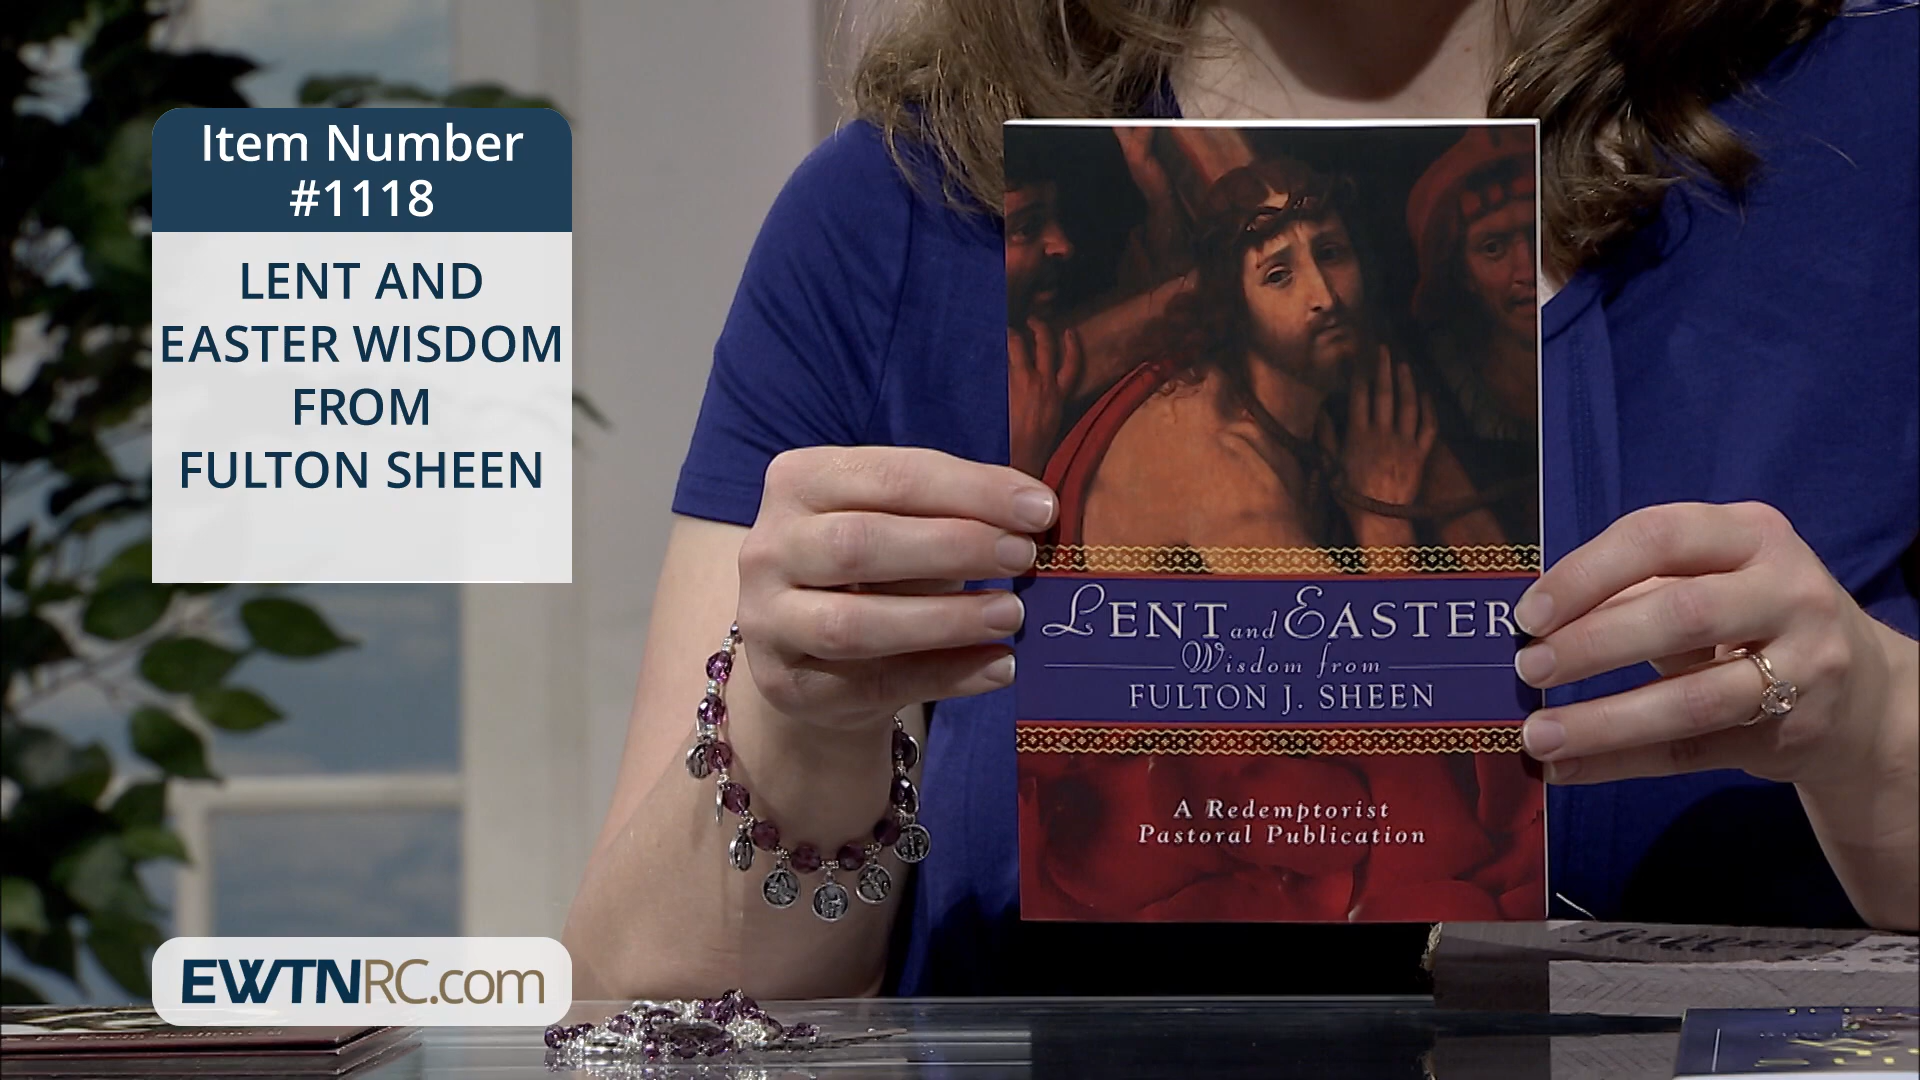 Item Number
#1118
LENT AND
EASTER WISDOM
FROM
FULTON SHEEN
EWTNRC.com
LENT and EASTER
Wisdom from
FULTON J. SHEEN
A Redemptorist
Pastoral Publication